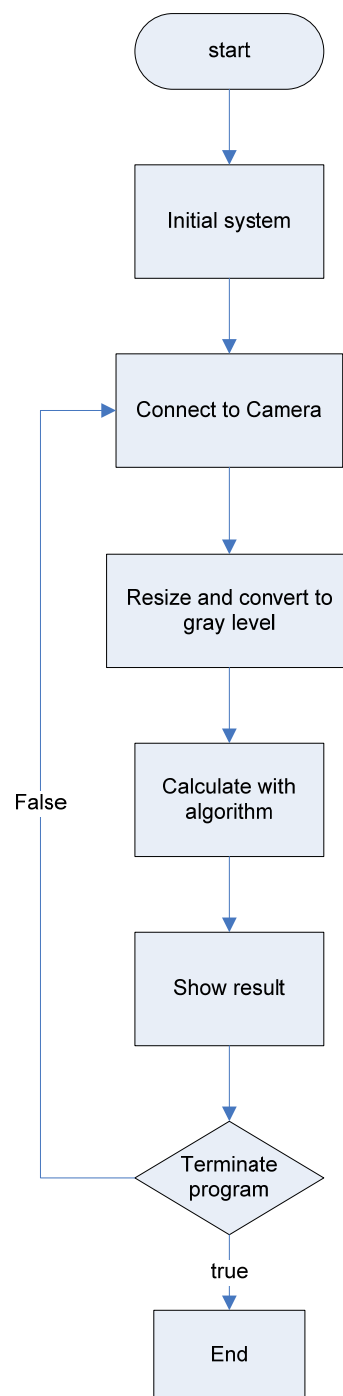 start
Initial system
Connect to Camera
Resize and convert to
gray level
Calculate with
algorithm
False
Show result
Terminate
program
true
End